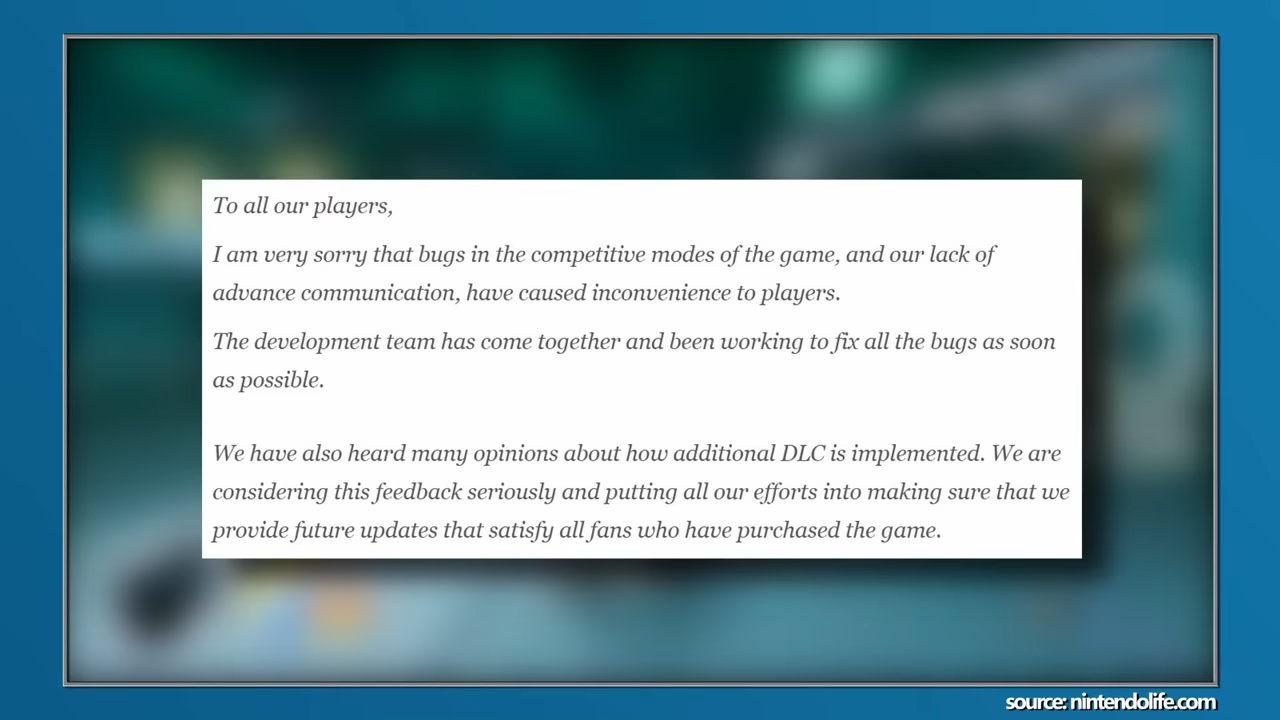 To all our players,
I am very sorry that bugs in the competitive modes of the game, and our lack of
advance communication, have caused inconvenience to players.
The development team has come together and been working to fix all the bugs as soon
as possible.
We have also heard many opinions about how additional DLC is implemented. We are
considering this feedback seriously and putting all our efforts into making sure that we
provide future updates that satisfy all fans who have purchased the game.
source: nintendolife.com